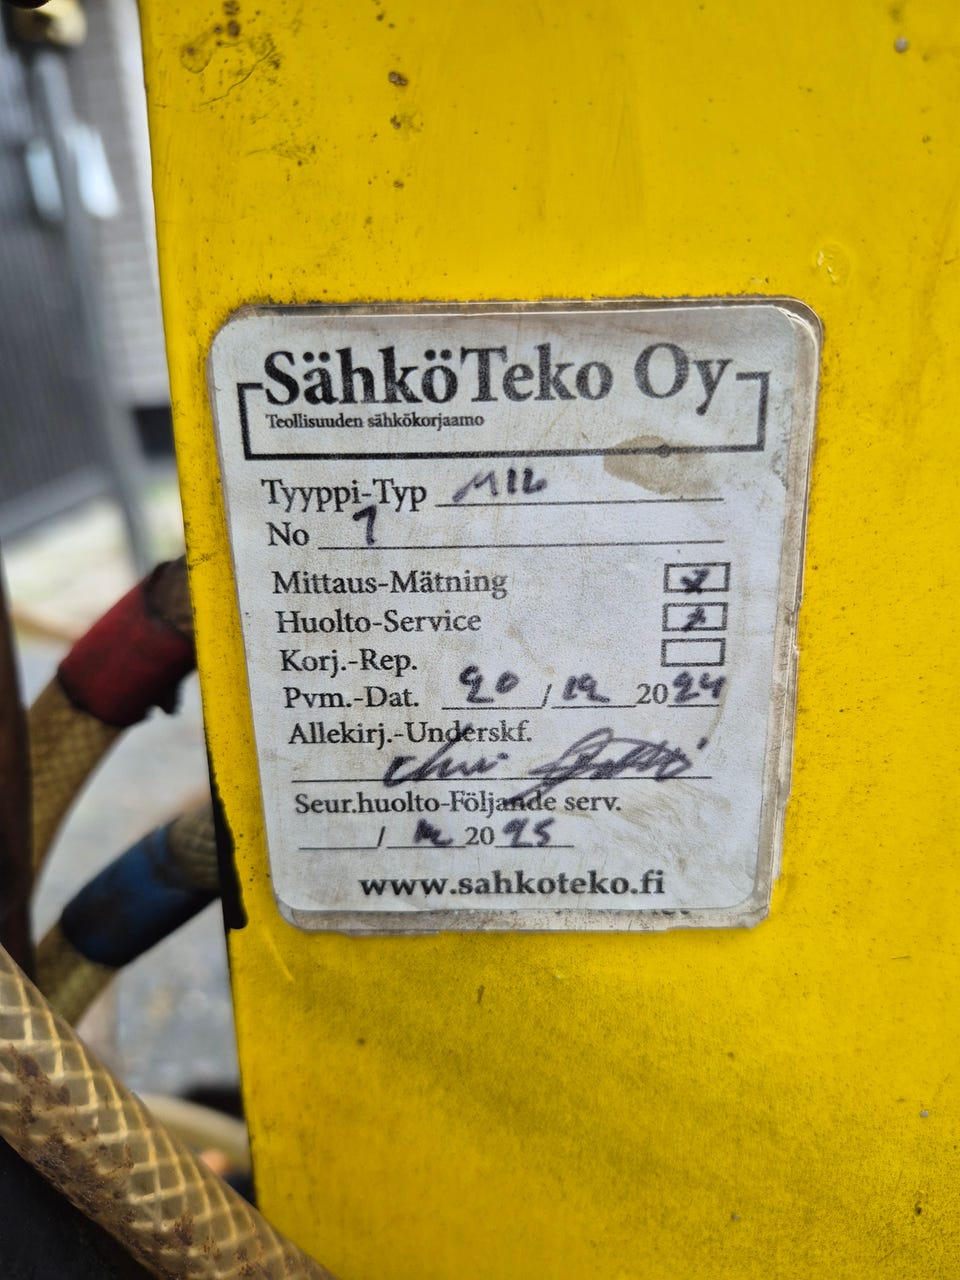 SähköTeko Oy
Teollisuuden sähkökorjaamo
Tyyppi-Typ M12
No 7
Mittaus-Mätning x
Huolto-Service x
Korj.-Rep.
Pvm.-Dat. 20 / 12 2024
Allekirj.-Underskf.
Seur.huolto-Följande serv.
/ 12 2025
www.sahkoteko.fi